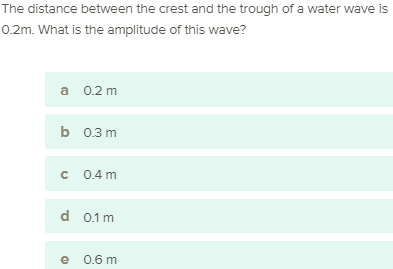 The distance between the crest and the trough of a water wave is
0.2m. What is the amplitude of this wave?
a 0.2 m
b 0.3 m
c 0.4 m
d 0.1 m
e 0.6 m